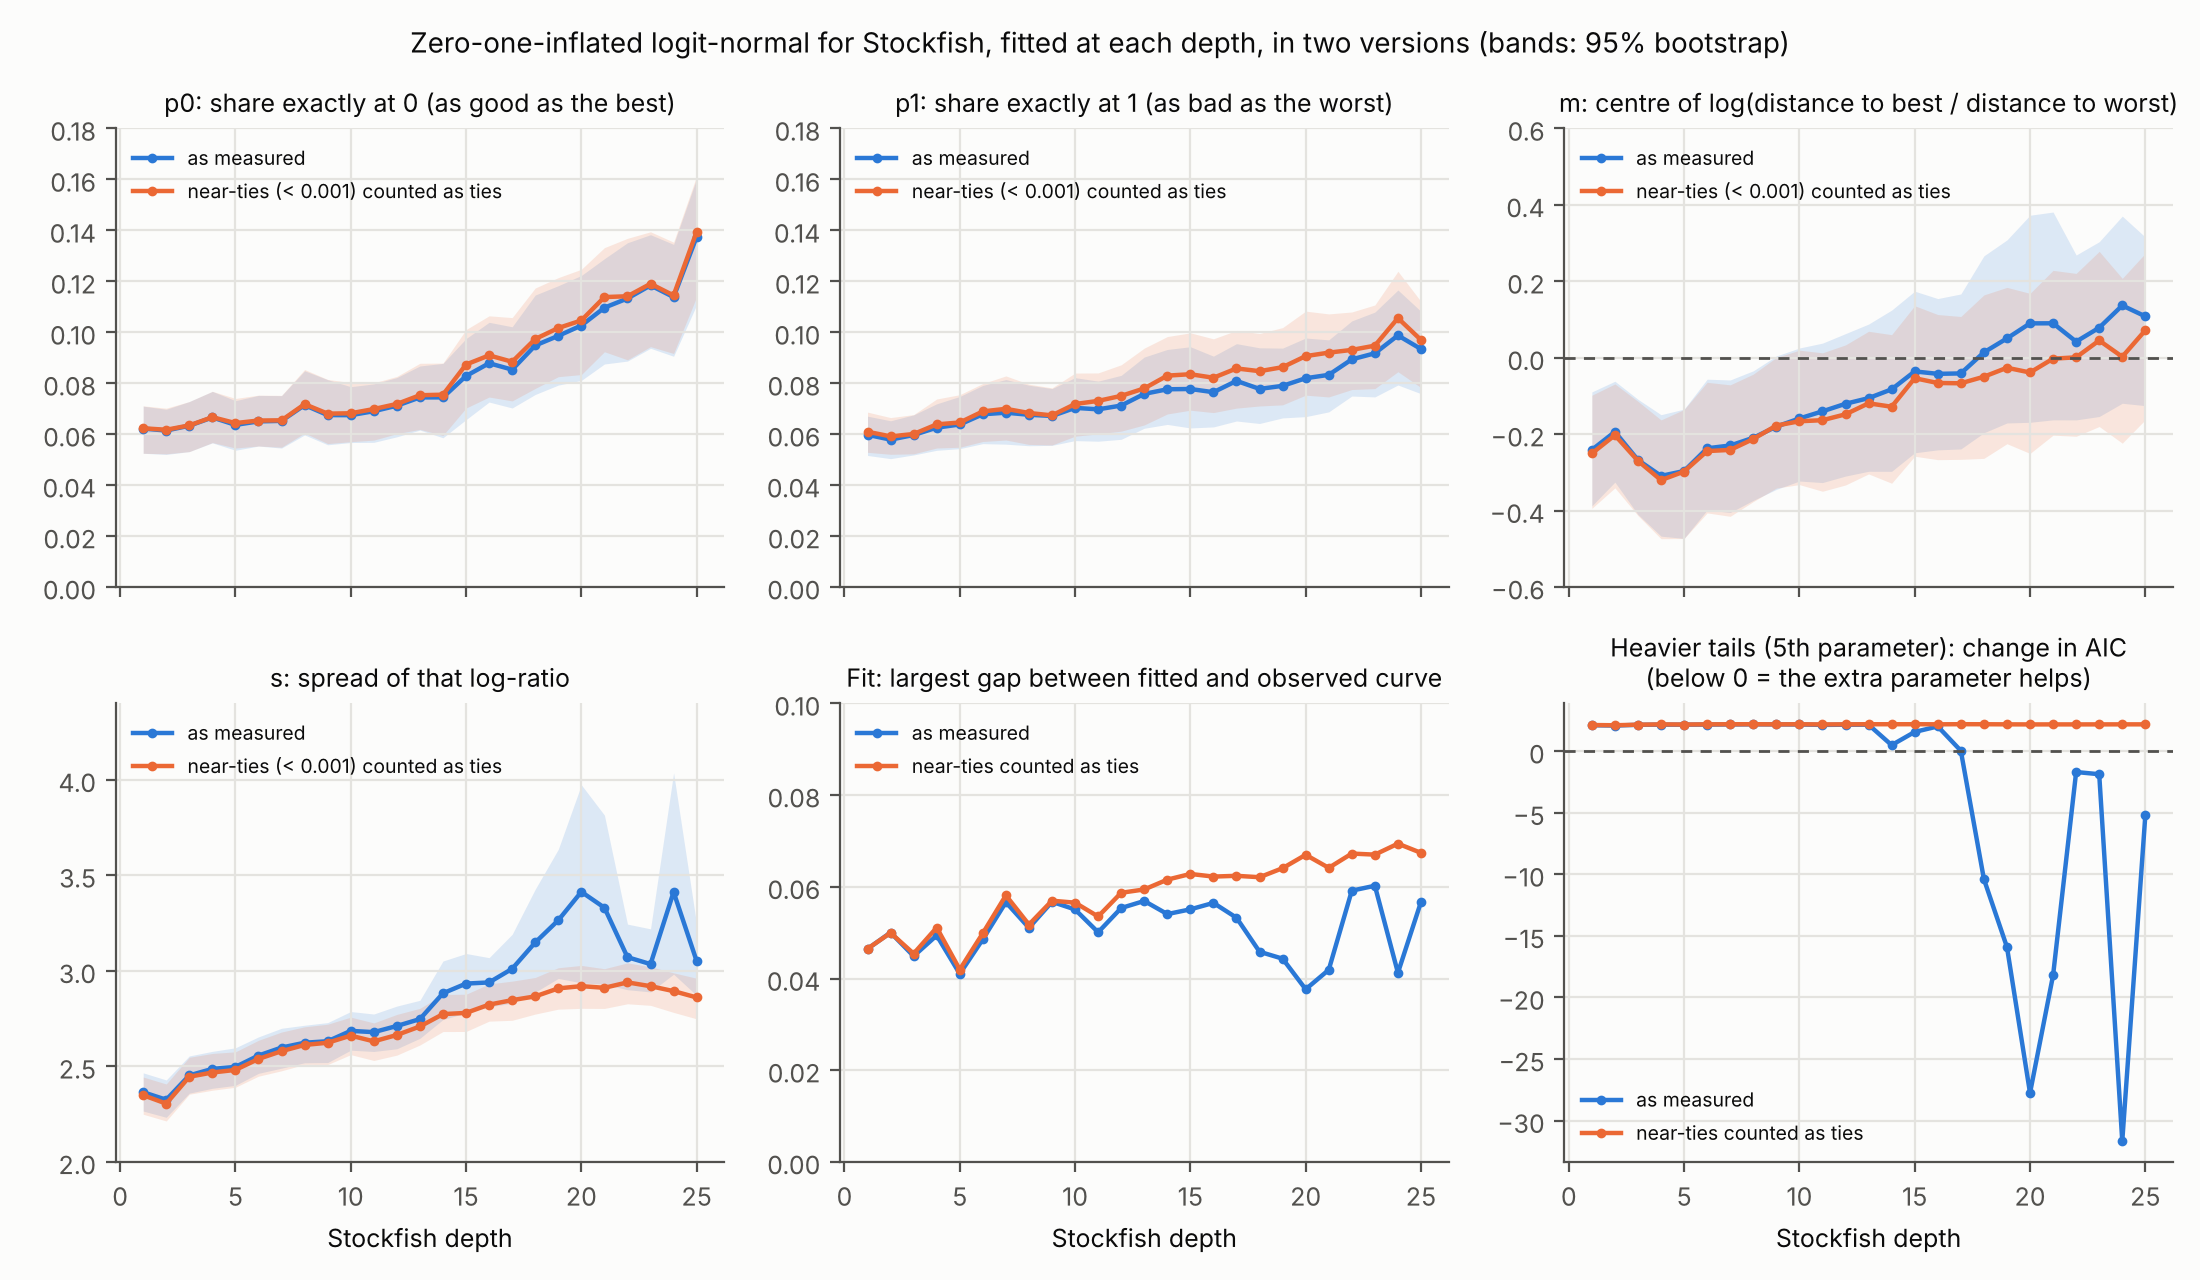 Zero-one-inflated logit-normal for Stockfish, fitted at each depth, in two versions (bands: 95% bootstrap)
p0: share exactly at 0 (as good as the best)
0.18
0.16
0.14
0.12
0.10
0.08
0.06
0.04
0.02
0.00
as measured
near-ties (< 0.001) counted as ties
p1: share exactly at 1 (as bad as the worst)
0.18
0.16
0.14
0.12
0.10
0.08
0.06
0.04
0.02
0.00
as measured
near-ties (< 0.001) counted as ties
m: centre of log(distance to best / distance to worst)
0.6
0.4
0.2
0.0
−0.2
−0.4
−0.6
as measured
near-ties (< 0.001) counted as ties
s: spread of that log-ratio
4.0
3.5
3.0
2.5
2.0
as measured
near-ties (< 0.001) counted as ties
0 5 10 15 20 25
Stockfish depth
Fit: largest gap between fitted and observed curve
0.10
0.08
0.06
0.04
0.02
0.00
as measured
near-ties counted as ties
0 5 10 15 20 25
Stockfish depth
Heavier tails (5th parameter): change in AIC
(below 0 = the extra parameter helps)
0
−5
−10
−15
−20
−25
−30
as measured
near-ties counted as ties
0 5 10 15 20 25
Stockfish depth